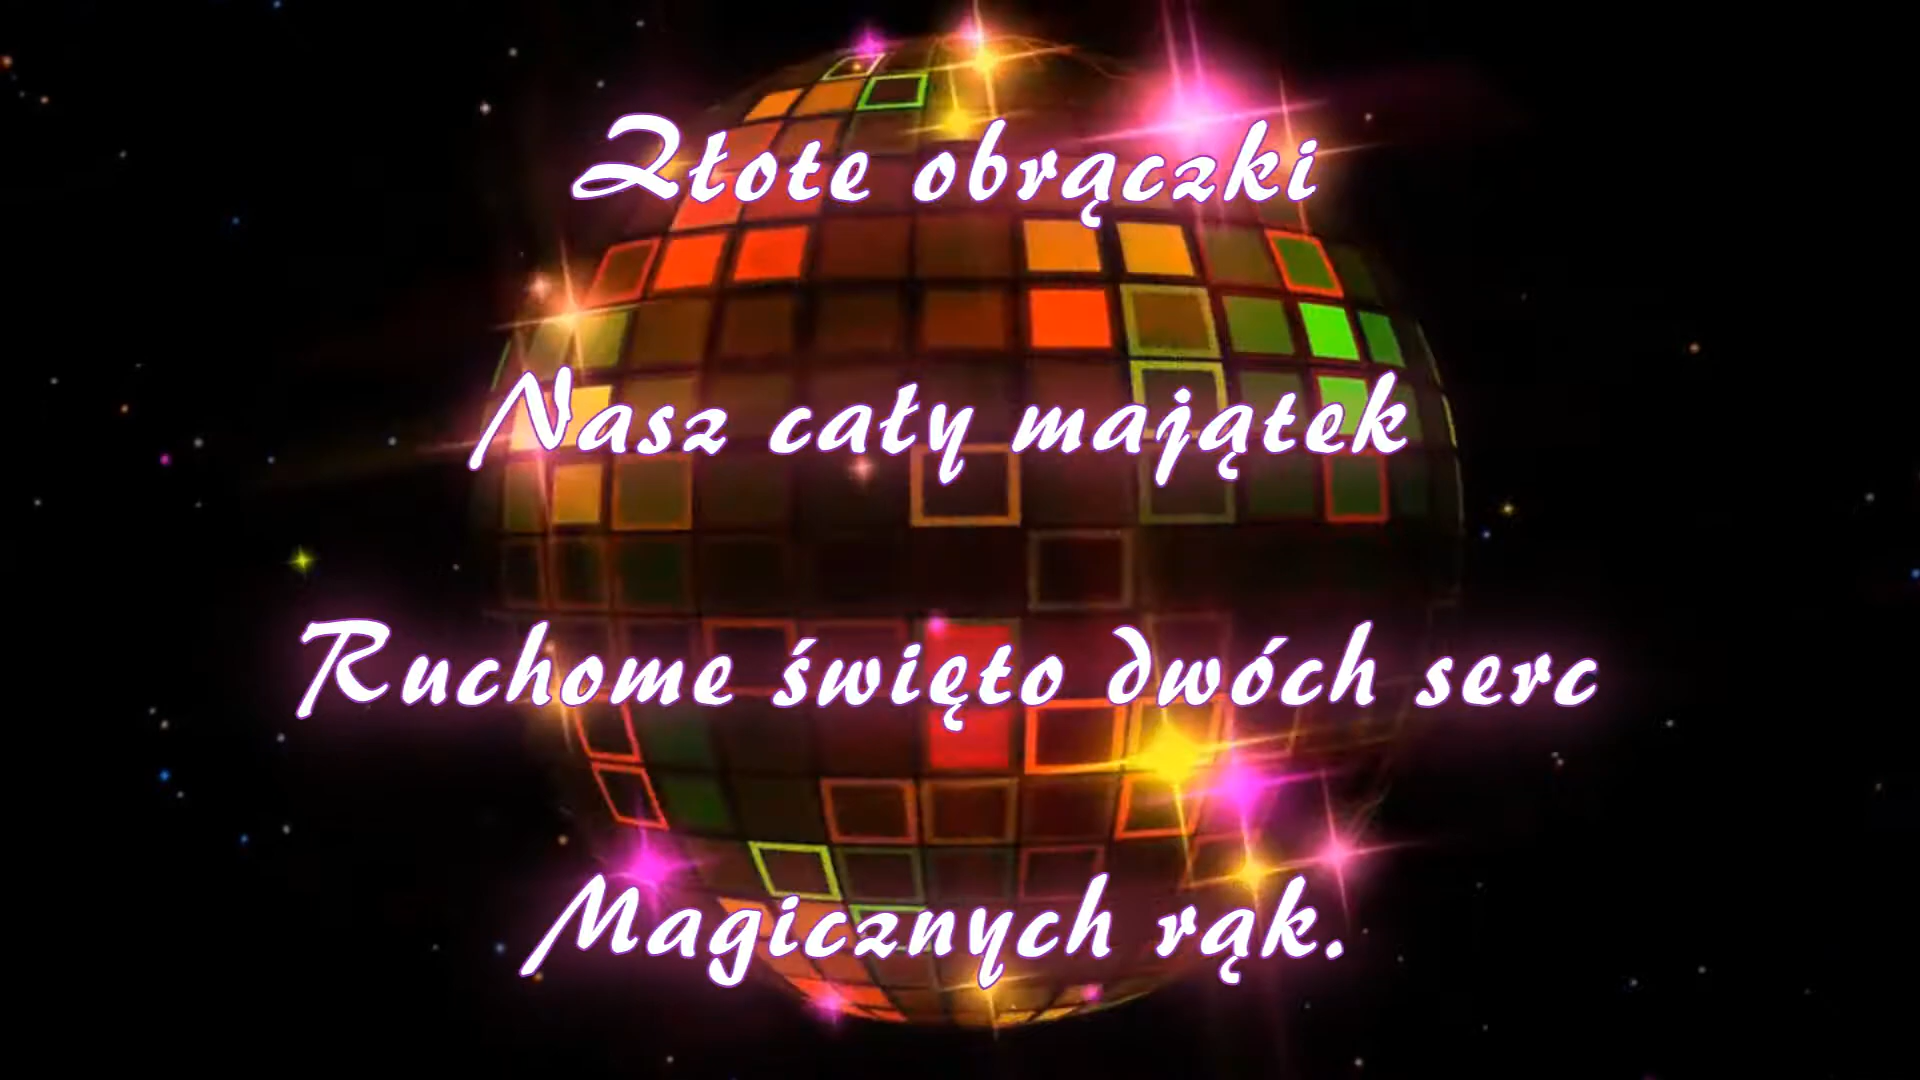 Złote obrączki
Nasz cały majątek
Ruchome święto dwóch serc
Magicznych rąk.